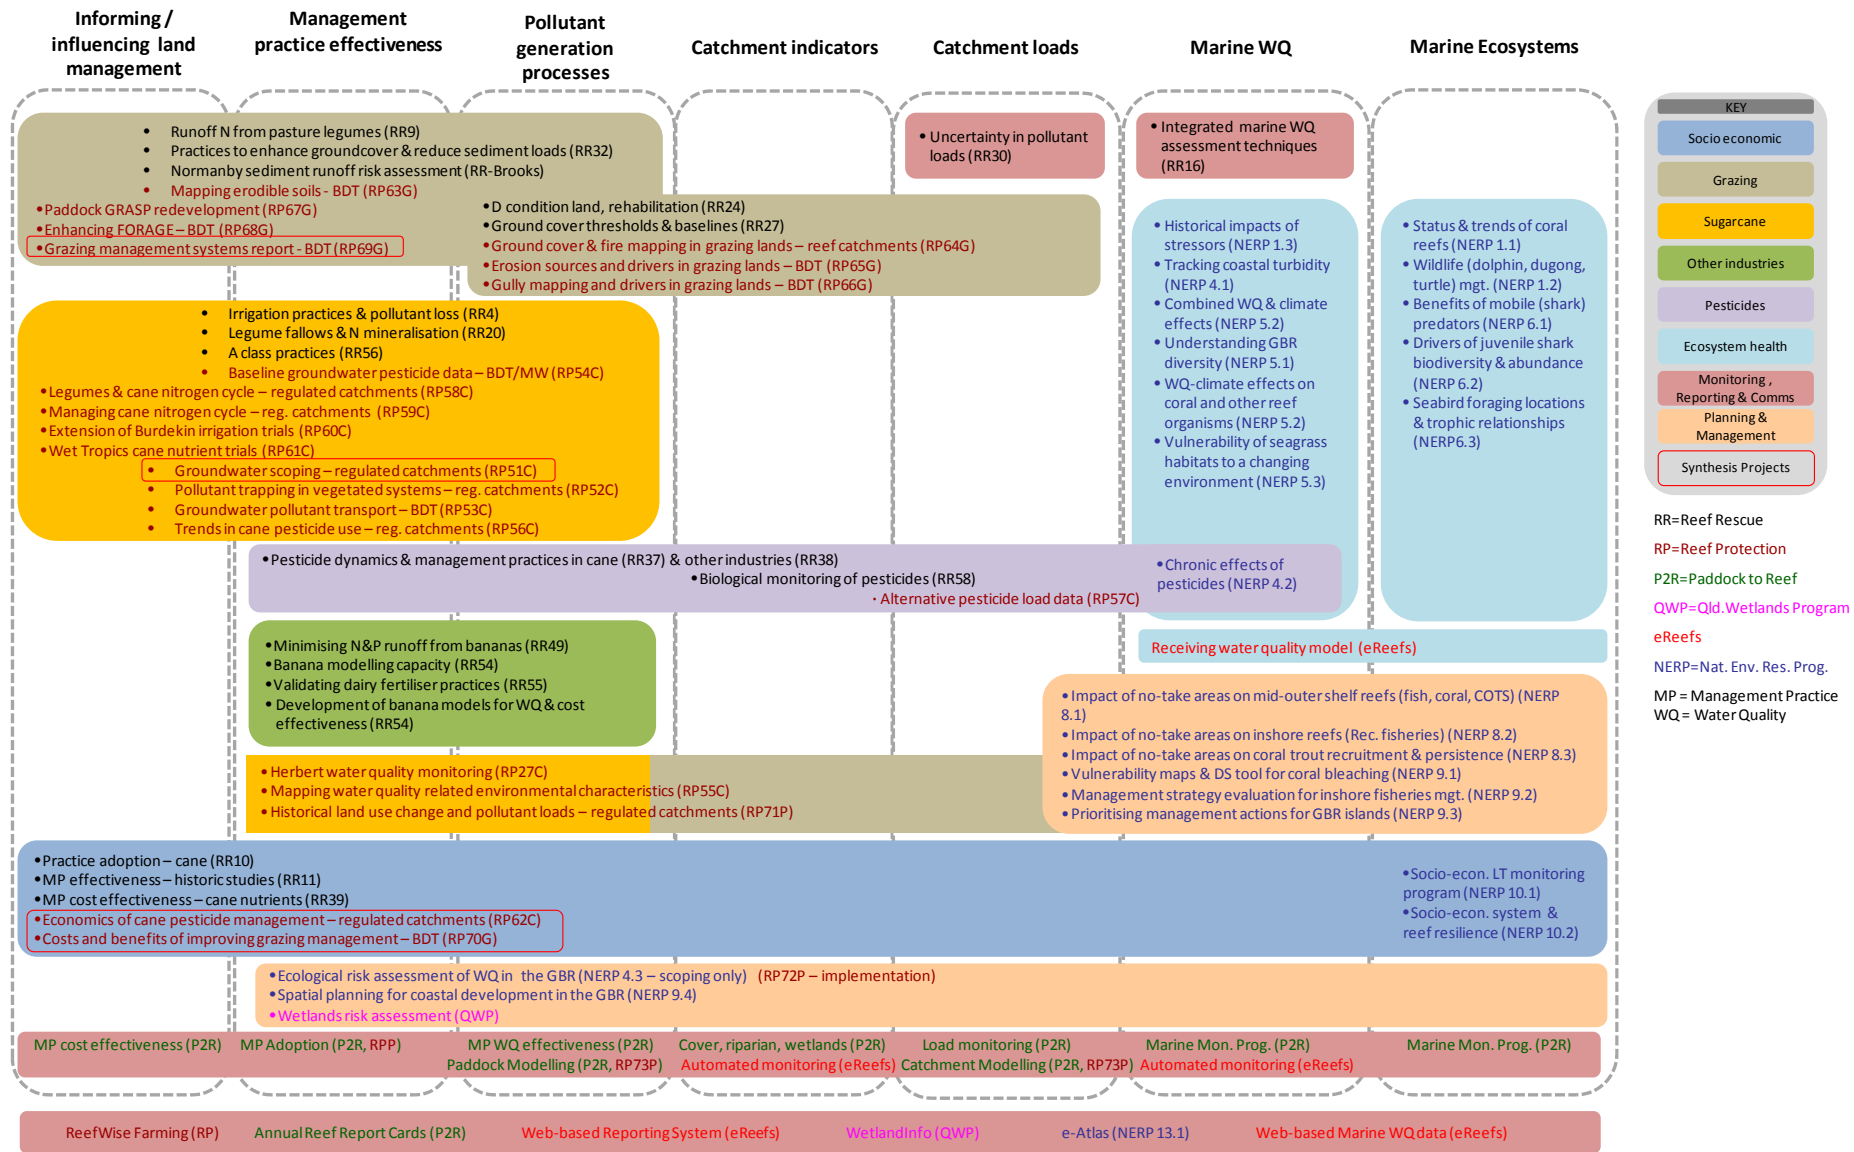 Informing /
influencing land
management
Management
practice effectiveness
Pollutant
generation
processes
Catchment indicators
Catchment loads
Marine WQ
Marine Ecosystems
• Runoff N from pasture legumes (RR9)
• Practices to enhance groundcover & reduce sediment loads (RR32)
• Normanby sediment runoff risk assessment (RR-Brooks)
• Mapping erodible soils - BDT (RP63G)
• Paddock GRASP redevelopment (RP67G)
• Enhancing FORAGE – BDT (RP68G)
• Grazing management systems report - BDT (RP69G)
• D condition land, rehabilitation (RR24)
• Ground cover thresholds & baselines (RR27)
• Ground cover & fire mapping in grazing lands – reef catchments (RP64G)
• Erosion sources and drivers in grazing lands – BDT (RP65G)
• Gully mapping and drivers in grazing lands – BDT (RP66G)
• Uncertainty in pollutant
loads (RR30)
• Integrated marine WQ
assessment techniques
(RR16)
• Historical impacts of
stressors (NERP 1.3)
• Tracking coastal turbidity
(NERP 4.1)
• Combined WQ & climate
effects (NERP 5.2)
• Understanding GBR
diversity (NERP 5.1)
• WQ-climate effects on
coral and other reef
organisms (NERP 5.2)
• Vulnerability of seagrass
habitats to a changing
environment (NERP 5.3)
• Status & trends of coral
reefs (NERP 1.1)
• Wildlife (dolphin, dugong,
turtle) mgt. (NERP 1.2)
• Benefits of mobile (shark)
predators (NERP 6.1)
• Drivers of juvenile shark
biodiversity & abundance
(NERP 6.2)
• Seabird foraging locations
& trophic relationships
(NERP6.3)
• Irrigation practices & pollutant loss (RR4)
• Legume fallows & N mineralisation (RR20)
• A class practices (RR56)
• Baseline groundwater pesticide data – BDT/MW (RP54C)
• Legumes & cane nitrogen cycle – regulated catchments (RP58C)
• Managing cane nitrogen cycle – reg. catchments (RP59C)
• Extension of Burdekin irrigation trials (RP60C)
• Wet Tropics cane nutrient trials (RP61C)
• Groundwater scoping – regulated catchments (RP51C)
• Pollutant trapping in vegetated systems – reg. catchments (RP52C)
• Groundwater pollutant transport – BDT (RP53C)
• Trends in cane pesticide use – reg. catchments (RP56C)
• Pesticide dynamics & management practices in cane (RR37) & other industries (RR38)
• Biological monitoring of pesticides (RR58)
· Alternative pesticide load data (RP57C)
• Chronic effects of
pesticides (NERP 4.2)
• Minimising N&P runoff from bananas (RR49)
• Banana modelling capacity (RR54)
• Validating dairy fertiliser practices (RR55)
• Development of banana models for WQ & cost
effectiveness (RR54)
Receiving water quality model (eReefs)
• Impact of no-take areas on mid-outer shelf reefs (fish, coral, COTS) (NERP
8.1)
• Impact of no-take areas on inshore reefs (Rec. fisheries) (NERP 8.2)
• Impact of no-take areas on coral trout recruitment & persistence (NERP 8.3)
• Vulnerability maps & DS tool for coral bleaching (NERP 9.1)
• Management strategy evaluation for inshore fisheries mgt. (NERP 9.2)
• Prioritising management actions for GBR islands (NERP 9.3)
• Herbert water quality monitoring (RP27C)
• Mapping water quality related environmental characteristics (RP55C)
• Historical land use change and pollutant loads – regulated catchments (RP71P)
• Practice adoption – cane (RR10)
• MP effectiveness – historic studies (RR11)
• MP cost effectiveness – cane nutrients (RR39)
• Economics of cane pesticide management – regulated catchments (RP62C)
• Costs and benefits of improving grazing management – BDT (RP70G)
• Socio-econ. LT monitoring
program (NERP 10.1)
• Socio-econ. system &
reef resilience (NERP 10.2)
• Ecological risk assessment of WQ in the GBR (NERP 4.3 – scoping only) (RP72P – implementation)
• Spatial planning for coastal development in the GBR (NERP 9.4)
• Wetlands risk assessment (QWP)
MP cost effectiveness (P2R)
MP Adoption (P2R, RPP)
MP WQ effectiveness (P2R)
Paddock Modelling (P2R, RP73P)
Cover, riparian, wetlands (P2R)
Automated monitoring (eReefs)
Load monitoring (P2R)
Catchment Modelling (P2R, RP73P)
Marine Mon. Prog. (P2R)
Automated monitoring (eReefs)
Marine Mon. Prog. (P2R)
ReefWise Farming (RP)
Annual Reef Report Cards (P2R)
Web-based Reporting System (eReefs)
WetlandInfo (QWP)
e-Atlas (NERP 13.1)
Web-based Marine WQ data (eReefs)
KEY
Socio economic
Grazing
Sugarcane
Other industries
Pesticides
Ecosystem health
Monitoring ,
Reporting & Comms
Planning &
Management
Synthesis Projects
RR=Reef Rescue
RP=Reef Protection
P2R=Paddock to Reef
QWP=Qld.Wetlands Program
eReefs
NERP=Nat. Env. Res. Prog.
MP = Management Practice
WQ = Water Quality